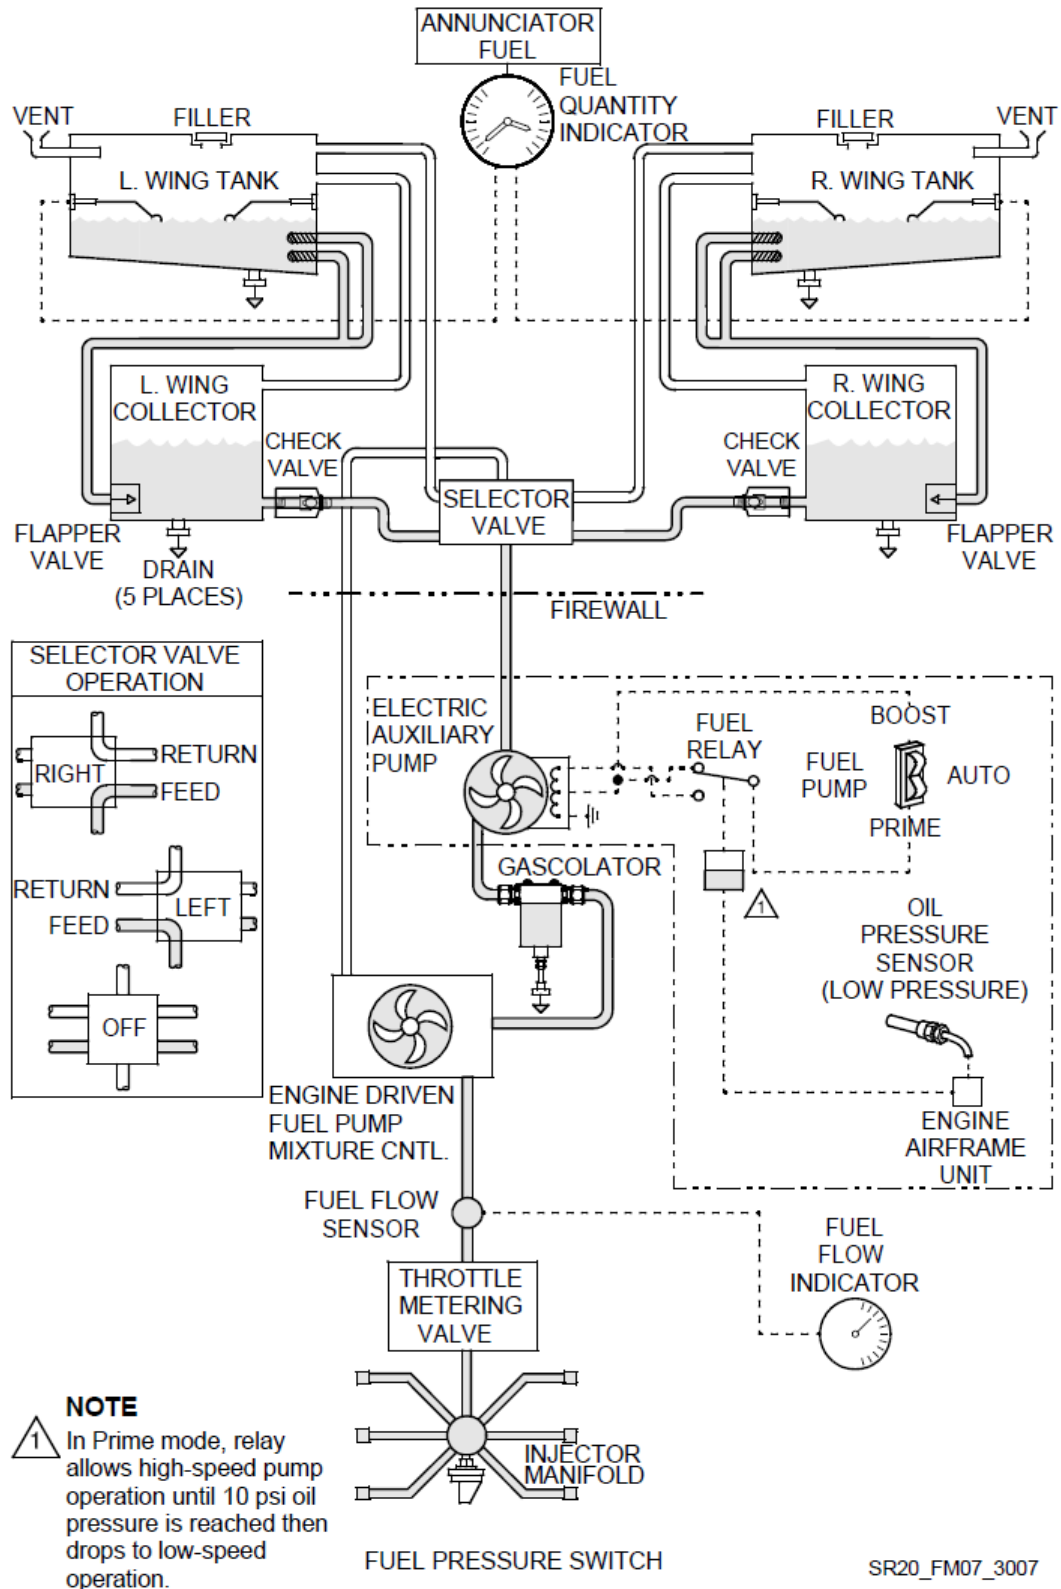 ANNUNCIATOR
FUEL
FUEL
QUANTITY
INDICATOR
VENT
FILLER
FILLER
VENT
L. WING TANK
R. WING TANK
L. WING
COLLECTOR
R. WING
COLLECTOR
CHECK
VALVE
CHECK
VALVE
SELECTOR
VALVE
FLAPPER
VALVE
FLAPPER
VALVE
DRAIN
(5 PLACES)
FIREWALL
SELECTOR VALVE
OPERATION
RIGHT
RETURN
FEED
RETURN
FEED
LEFT
OFF
ELECTRIC
AUXILIARY
PUMP
FUEL
RELAY
BOOST
FUEL
PUMP
AUTO
PRIME
GASCOLATOR
1
OIL
PRESSURE
SENSOR
(LOW PRESSURE)
ENGINE
AIRFRAME
UNIT
ENGINE DRIVEN
FUEL PUMP
MIXTURE CNTL.
FUEL FLOW
SENSOR
FUEL
FLOW
INDICATOR
THROTTLE
METERING
VALVE
INJECTOR
MANIFOLD
NOTE
1
In Prime mode, relay
allows high-speed pump
operation until 10 psi oil
pressure is reached then
drops to low-speed
operation.
FUEL PRESSURE SWITCH
SR20_FM07_3007